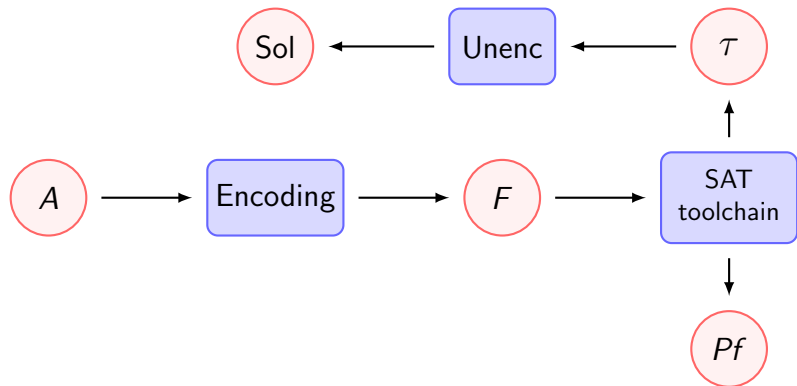 Sol
Unenc
τ
A
Encoding
F
SAT
toolchain
Pf